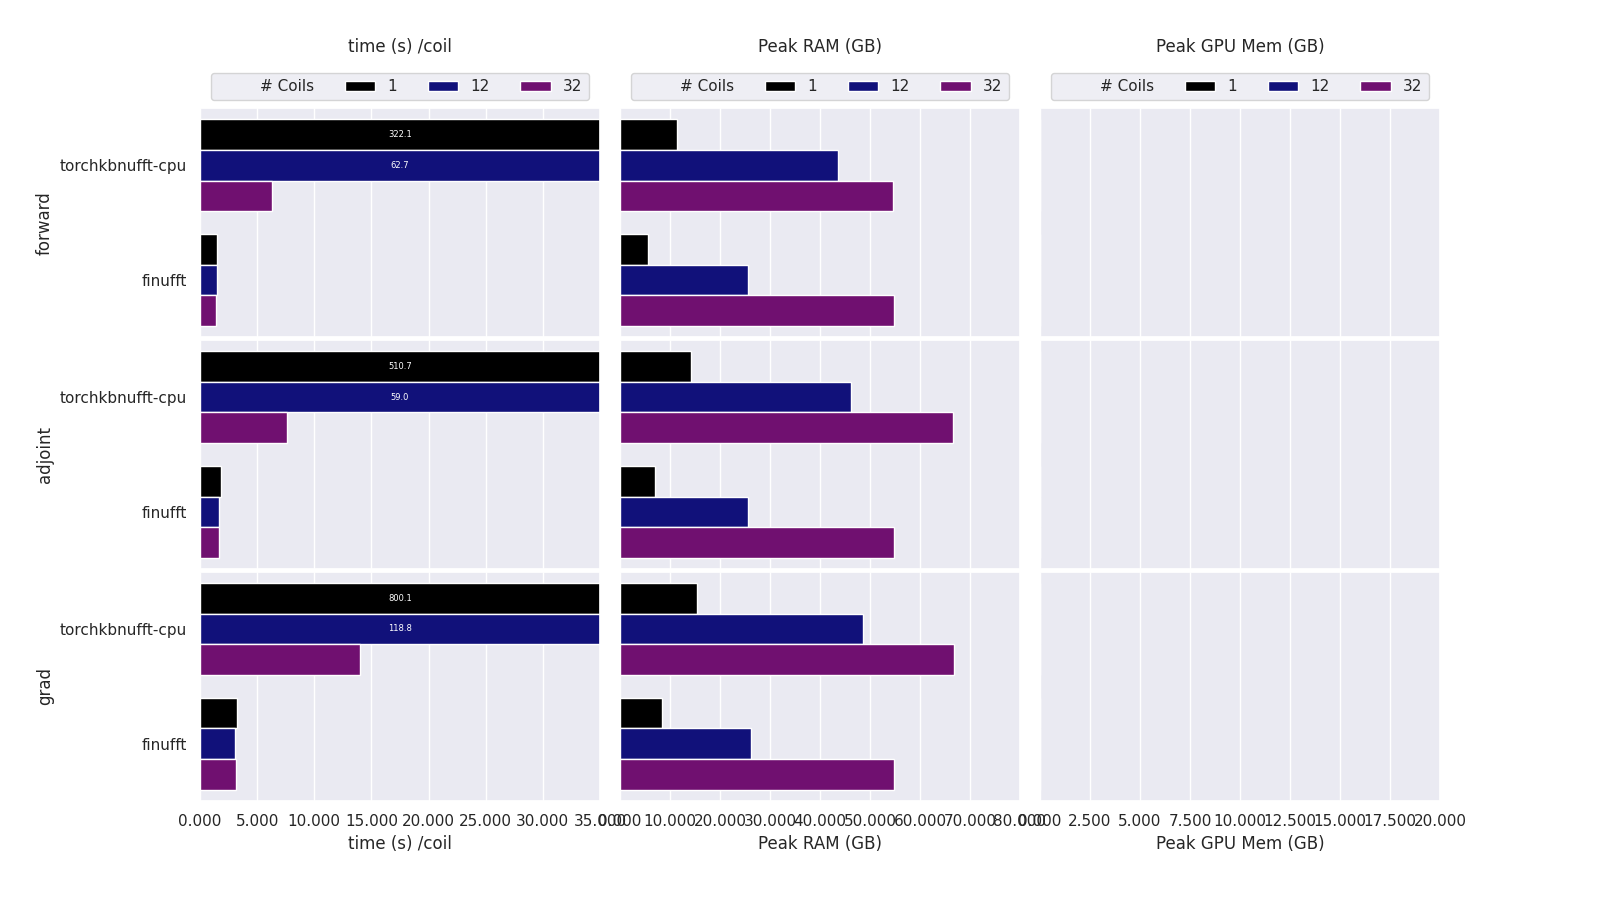 time (s) /coil
Peak RAM (GB)
Peak GPU Mem (GB)
# Coils 1 12 32
# Coils 1 12 32
# Coils 1 12 32
forward
torchkbnufft-cpu
322.1
62.7
finufft
adjoint
torchkbnufft-cpu
510.7
59.0
finufft
grad
torchkbnufft-cpu
800.1
118.8
finufft
0.000 5.000 10.000 15.000 20.000 25.000 30.000 35.000
0.000 10.000 20.000 30.000 40.000 50.000 60.000 70.000 80.000
0.000 2.500 5.000 7.500 10.000 12.500 15.000 17.500 20.000
time (s) /coil
Peak RAM (GB)
Peak GPU Mem (GB)